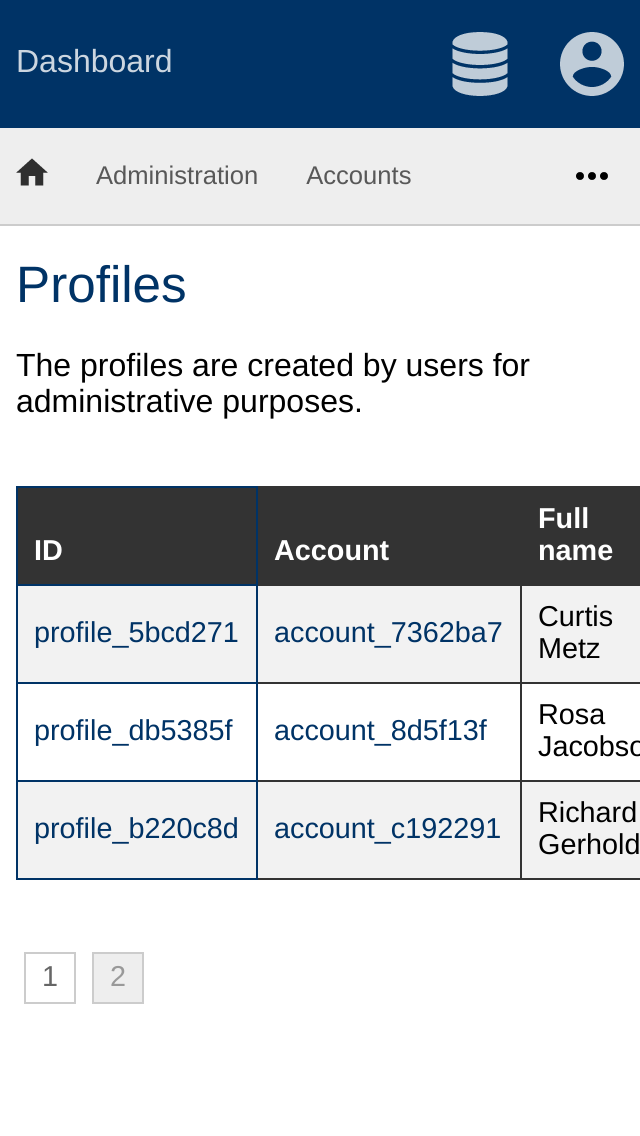 Dashboard
Administration Accounts
Profiles
The profiles are created by users for
administrative purposes.
ID Account Full name
profile_5bcd271 account_7362ba7 Curtis Metz
profile_db5385f account_8d5f13f Rosa Jacobso
profile_b220c8d account_c192291 Richard Gerhold
1 2